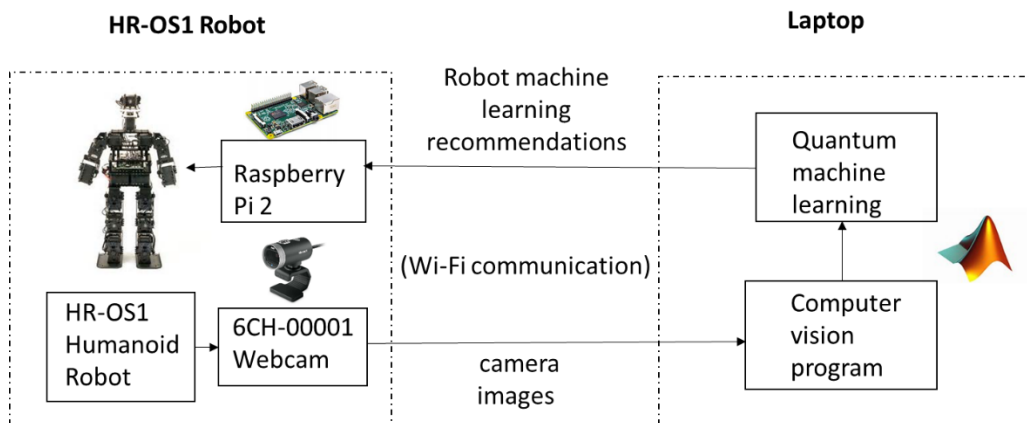 HR-OS1 Robot
Laptop
Robot machine
learning
recommendations
Raspberry
Pi 2
Quantum
machine
learning
(Wi-Fi communication)
HR-OS1
Humanoid
Robot
6CH-00001
Webcam
camera
images
Computer
vision
program